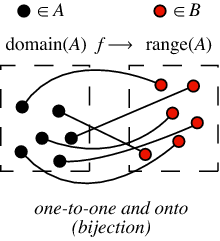 ∈ A ∈ B
domain(A) f ⟶ range(A)
one-to-one and onto
(bijection)